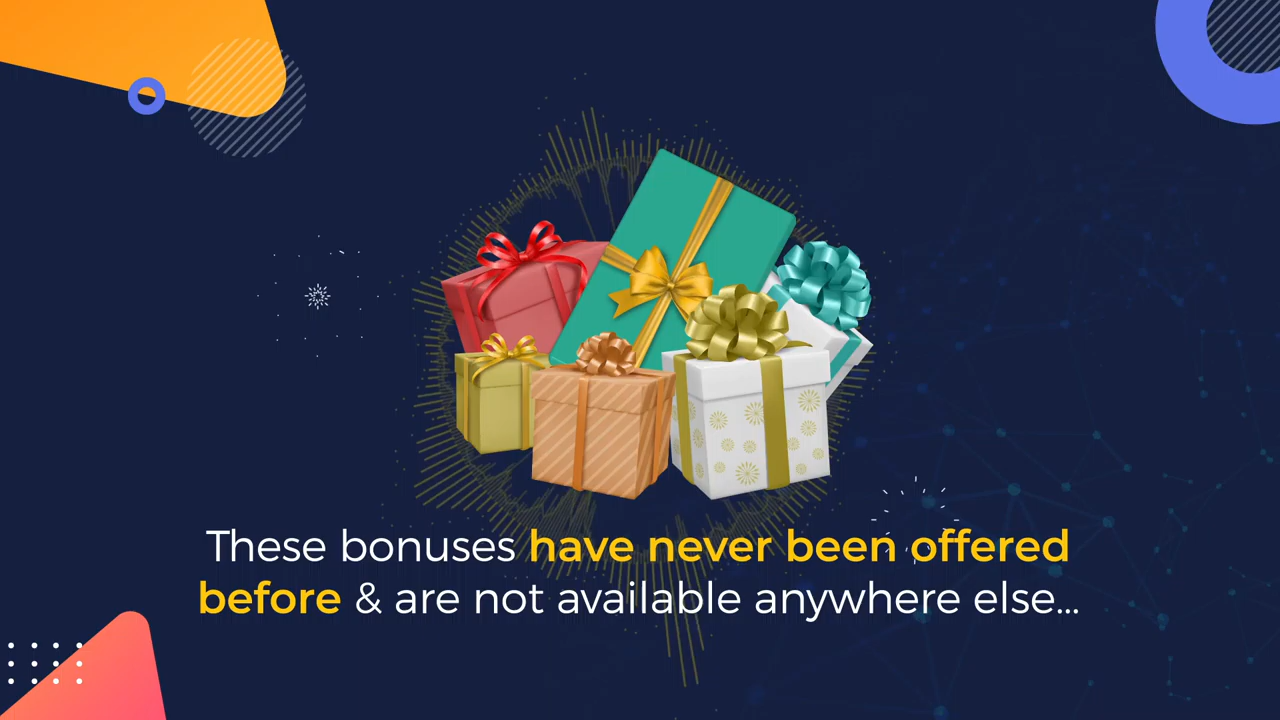 These bonuses have never been offered
before & are not available anywhere else...